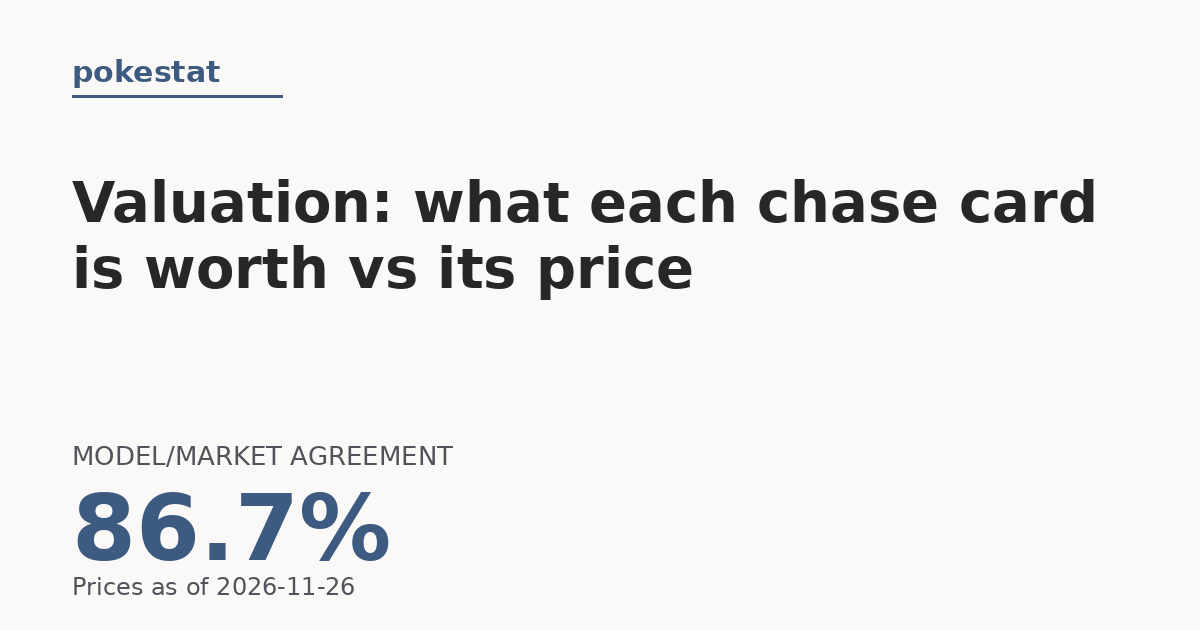 pokestat
Valuation: what each chase card
is worth vs its price
MODEL/MARKET AGREEMENT
86.7%
Prices as of 2026-11-26